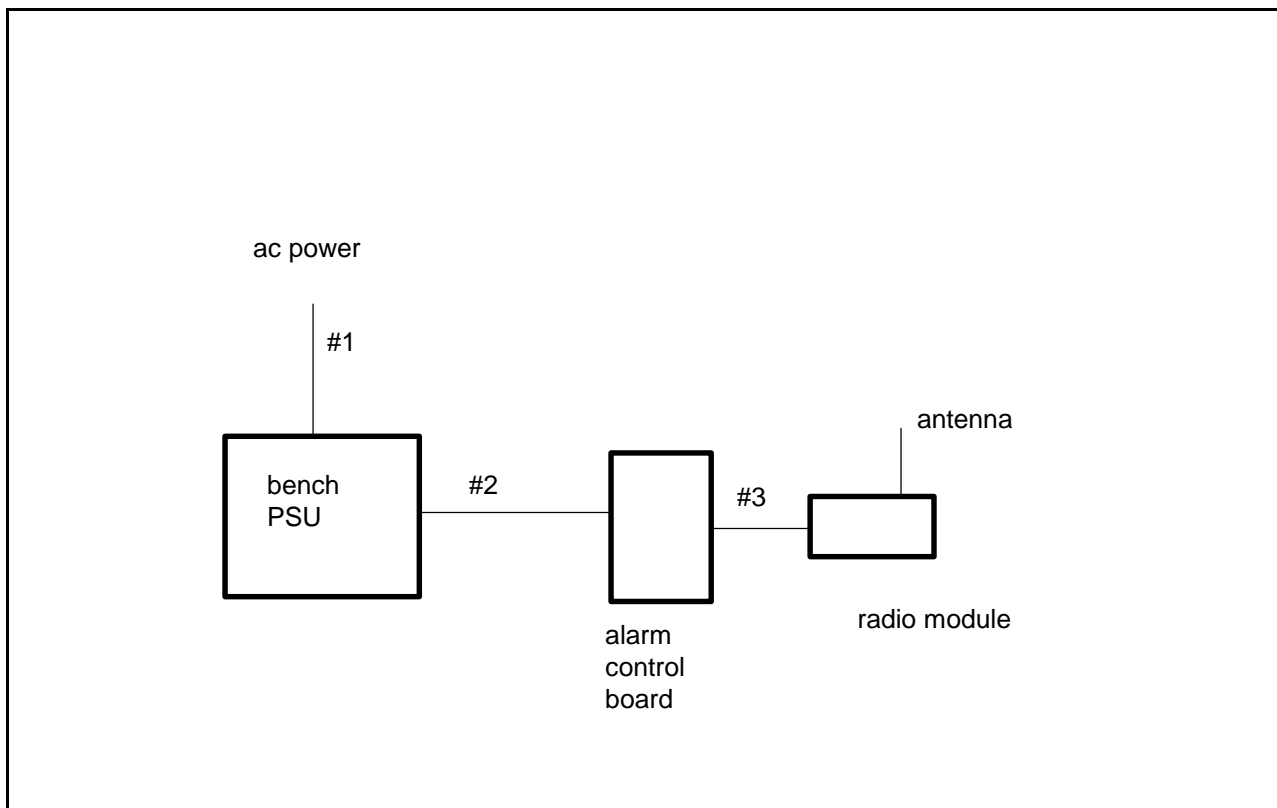 ac power
#1
antenna
bench
PSU
#2
#3
radio module
alarm
control
board